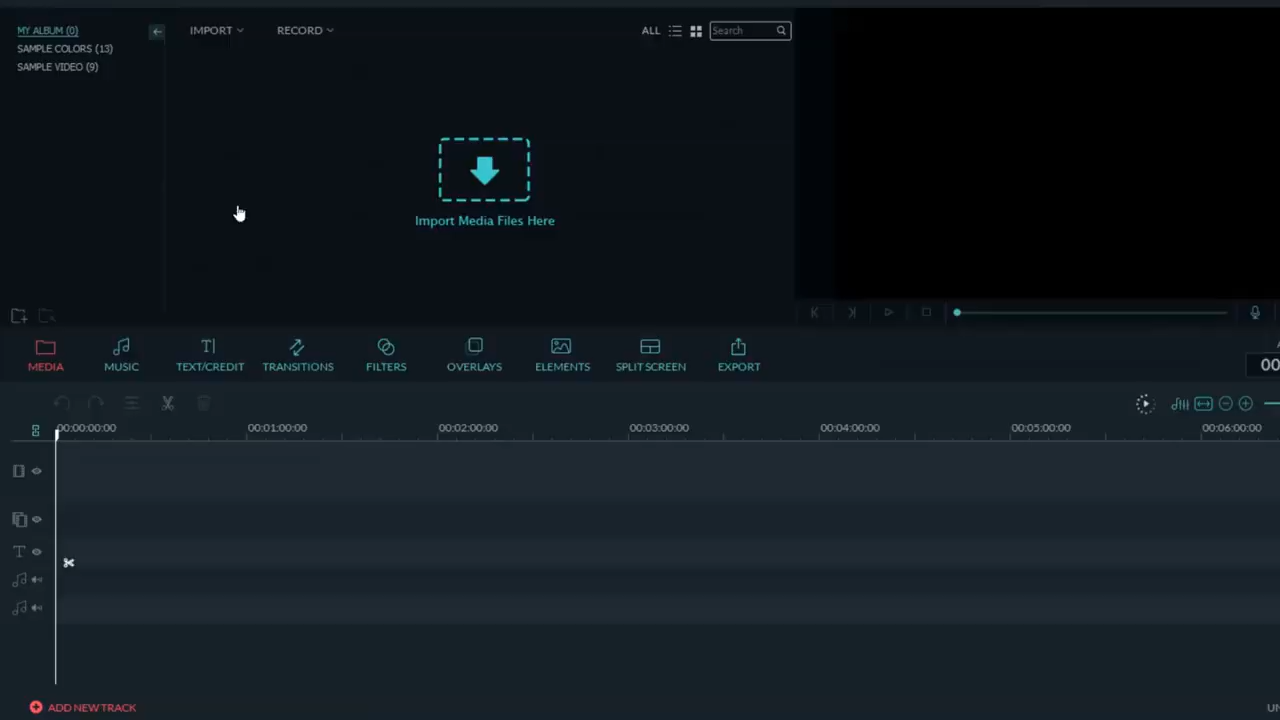 MY ALBUM (0)
SAMPLE COLORS (13)
SAMPLE VIDEO (9)
IMPORT
RECORD
ALL
Search
Import Media Files Here
MEDIA
MUSIC
TEXT/CREDIT
TRANSITIONS
FILTERS
OVERLAYS
ELEMENTS
SPLIT SCREEN
EXPORT
00
00:00:00:00
00:01:00:00
00:02:00:00
00:03:00:00
00:04:00:00
00:05:00:00
00:06:00:00
ADD NEW TRACK
UN